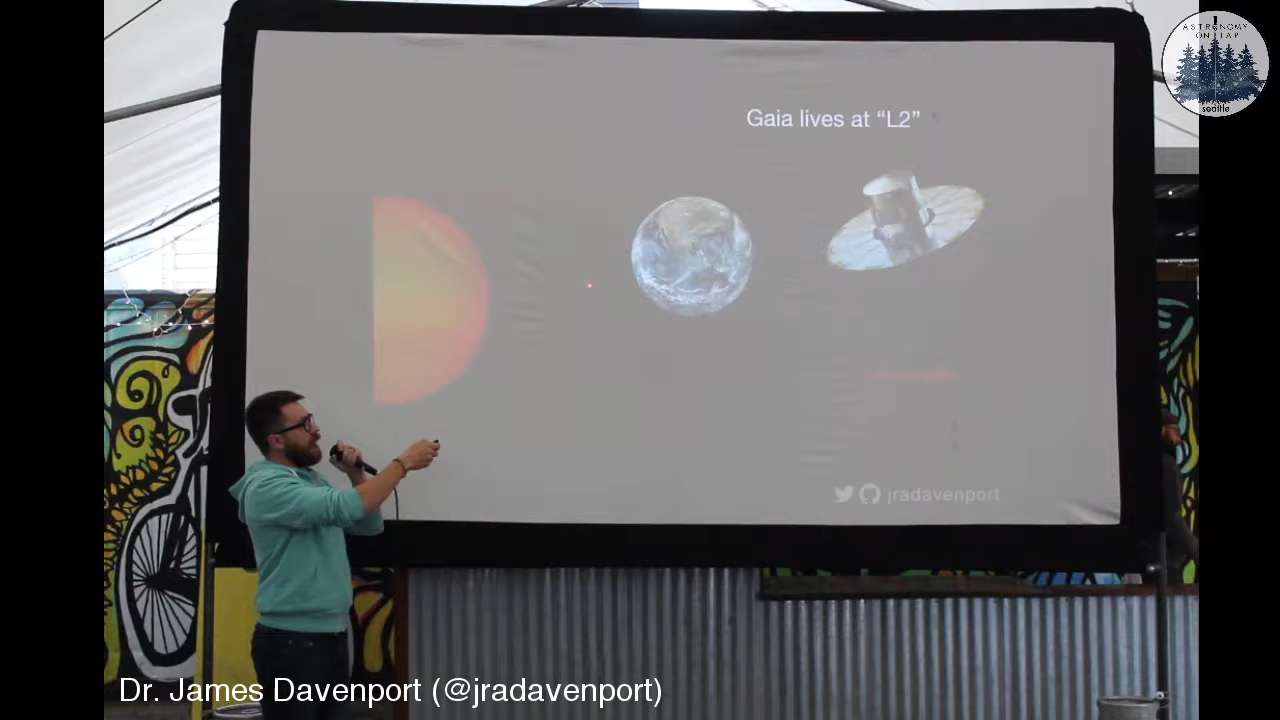 ASTRONOMY
ON TAP
seattle
Gaia lives at “L2”
jradavenport
Dr. James Davenport (@jradavenport)